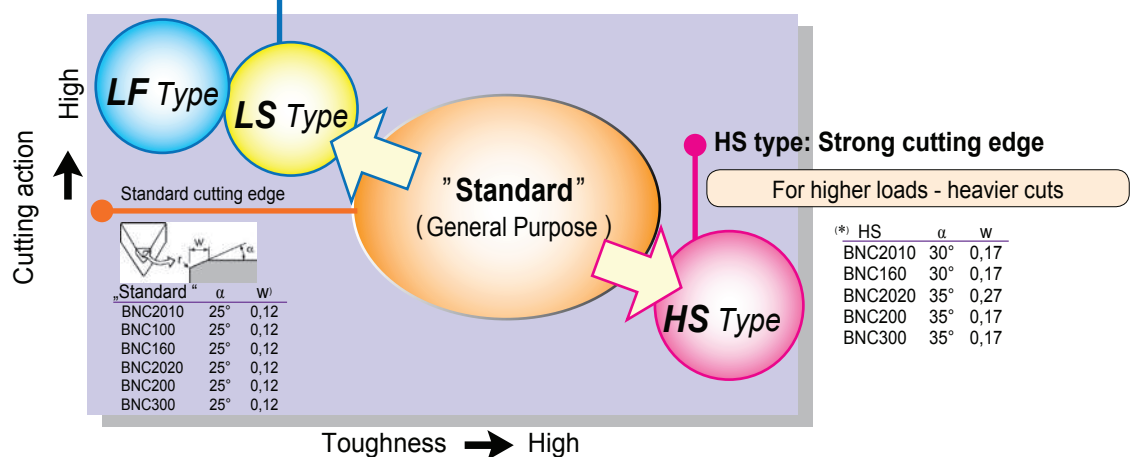 High
Cutting action
LF Type
LS Type
"Standard"
(General Purpose)
HS type: Strong cutting edge
For higher loads - heavier cuts
Standard cutting edge
w
α
r
„Standard “ α w)
BNC2010 25° 0,12
BNC100 25° 0,12
BNC160 25° 0,12
BNC2020 25° 0,12
BNC200 25° 0,12
BNC300 25° 0,12
HS Type
(*) HS α w
BNC2010 30° 0,17
BNC160 30° 0,17
BNC2020 35° 0,27
BNC200 35° 0,17
BNC300 35° 0,17
Toughness High